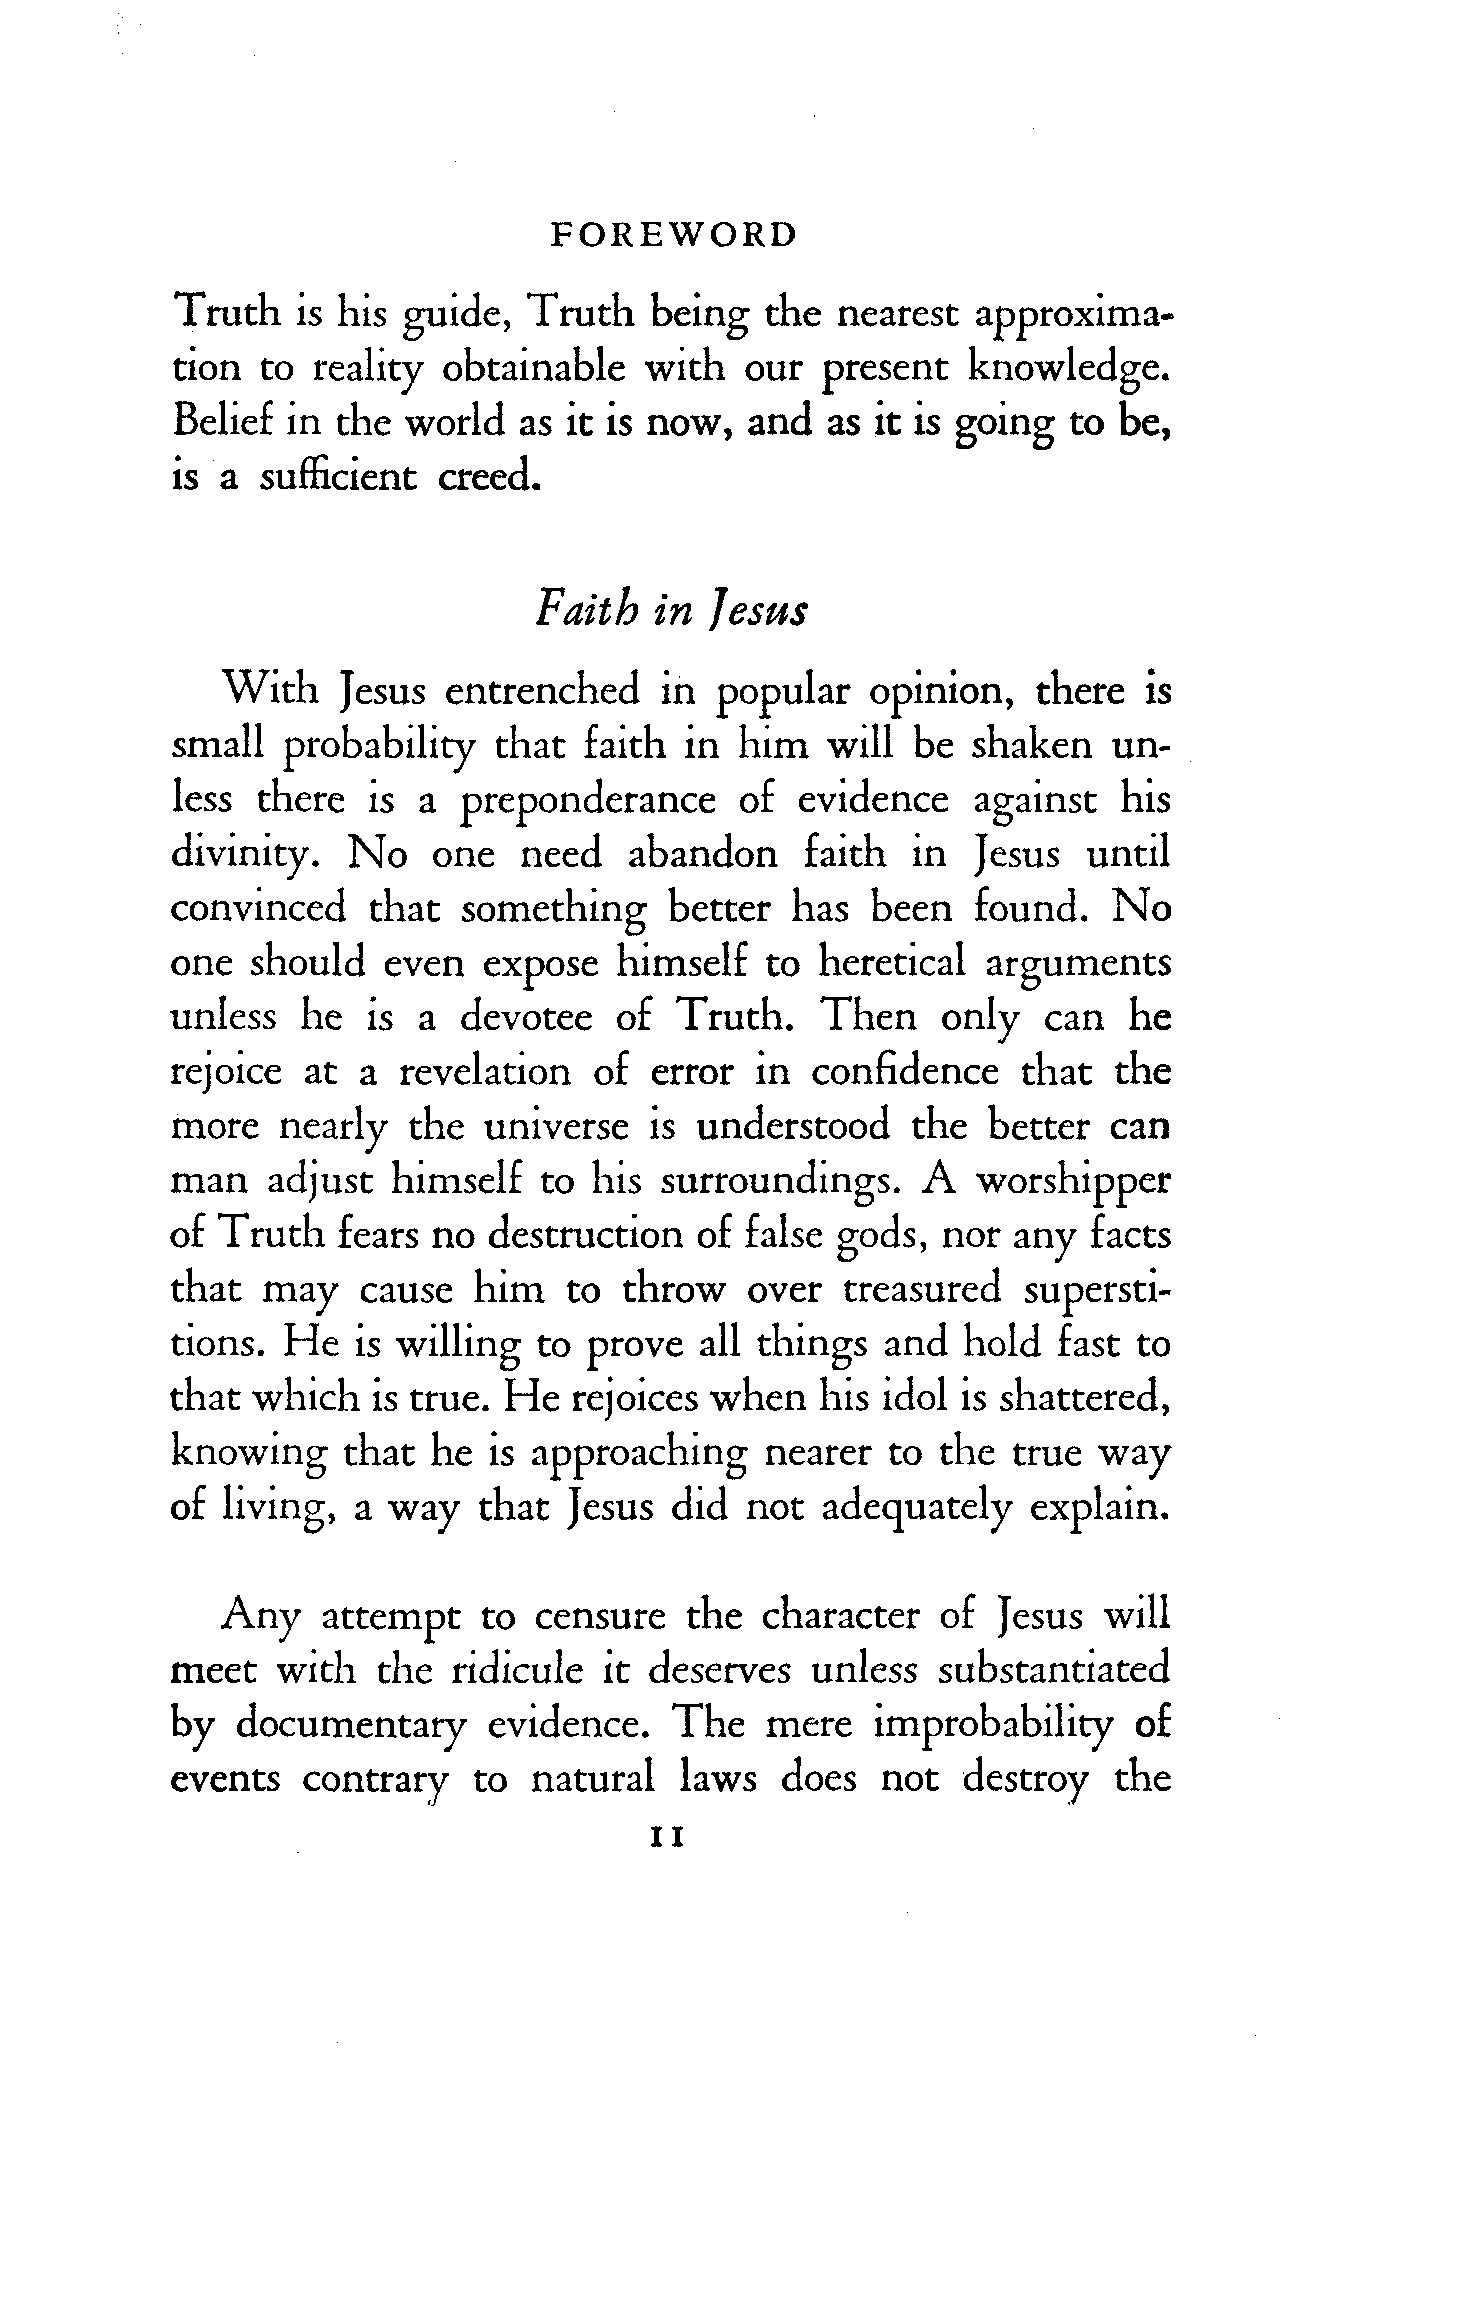 FOREWORD
Truth is his guide, Truth being the nearest approxima-
tion to reality obtainable with our present knowledge.
Belief in the world as it is now, and as it is going to be,
is a sufficient creed.
Faith in Jesus
With Jesus entrenched in popular opinion, there is
small probability that faith in him will be shaken un-
less there is a preponderance of evidence against his
divinity. No one need abandon faith in Jesus until
convinced that something better has been found. No
one should even expose himself to heretical arguments
unless he is a devotee of Truth. Then only can he
rejoice at a revelation of error in confidence that the
more nearly the universe is understood the better can
man adjust himself to his surroundings. A worshipper
of Truth fears no destruction of false gods, nor any facts
that may cause him to throw over treasured supersti-
tions. He is willing to prove all things and hold fast to
that which is true. He rejoices when his idol is shattered,
knowing that he is approaching nearer to the true way
of living, a way that Jesus did not adequately explain.
Any attempt to censure the character of Jesus will
meet with the ridicule it deserves unless substantiated
by documentary evidence. The mere improbability of
events contrary to natural laws does not destroy the
11